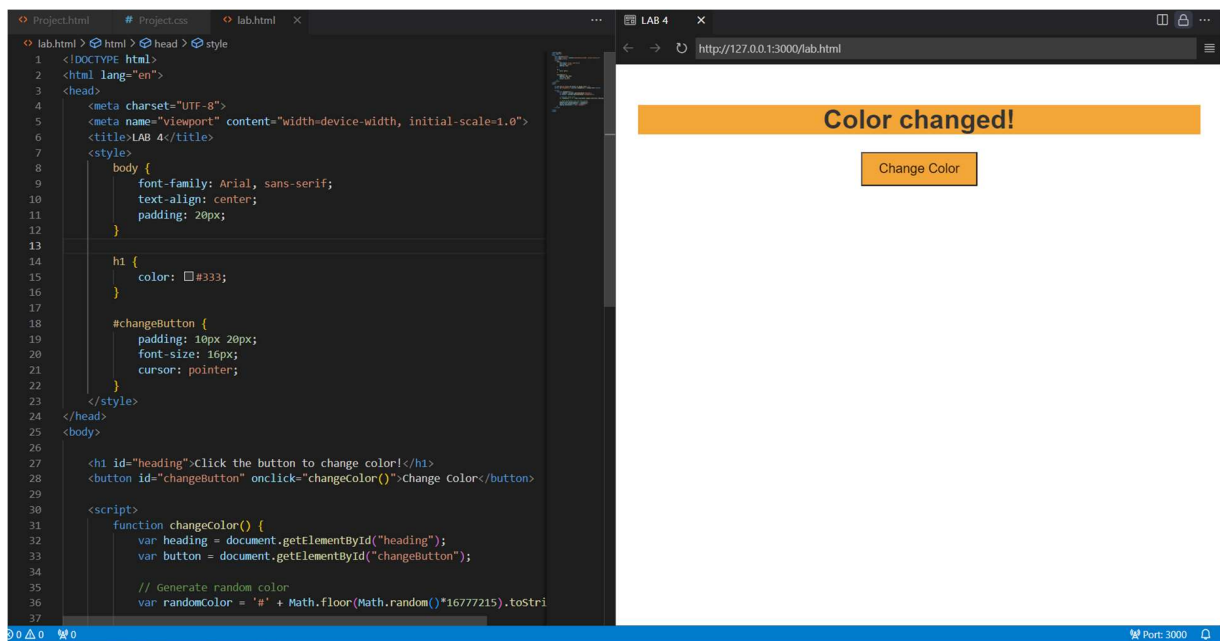 Project.html # Project.css lab.html
lab.html > html > head > style
1 <!DOCTYPE html>
2 <html lang="en">
3 <head>
4 <meta charset="UTF-8">
5 <meta name="viewport" content="width=device-width, initial-scale=1.0">
6 <title>LAB 4</title>
7 <style>
8 body {
9 font-family: Arial, sans-serif;
10 text-align: center;
11 padding: 20px;
12 }
13
14 h1 {
15 color: #333;
16 }
17
18 #changeButton {
19 padding: 10px 20px;
20 font-size: 16px;
21 cursor: pointer;
22 }
23 </style>
24 </head>
25 <body>
26
27 <h1 id="heading">Click the button to change color!</h1>
28 <button id="changeButton" onclick="changeColor()">Change Color</button>
29
30 <script>
31 function changeColor() {
32 var heading = document.getElementById("heading");
33 var button = document.getElementById("changeButton");
34
35 // Generate random color
36 var randomColor = '#' + Math.floor(Math.random()*16777215).toStri
37
0 0 0
LAB 4
http://127.0.0.1:3000/lab.html
Color changed!
Change Color
Port: 3000